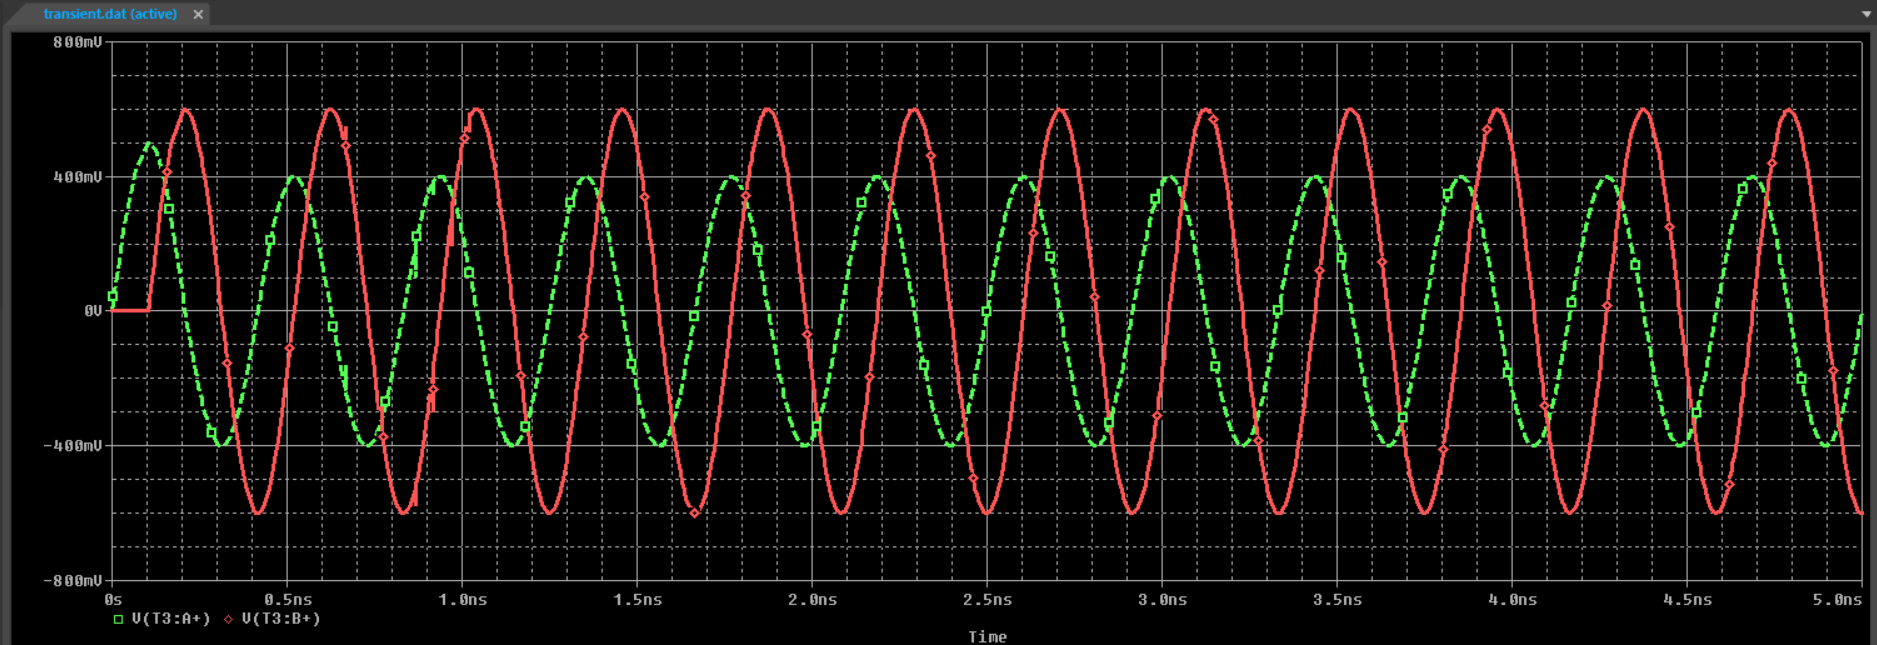 transient.dat (active)
800mV
400mV
0V
-400mV
-800mV
0s 0.5ns 1.0ns 1.5ns 2.0ns 2.5ns 3.0ns 3.5ns 4.0ns 4.5ns 5.0ns
V(T3:A+) V(T3:B+)
Time